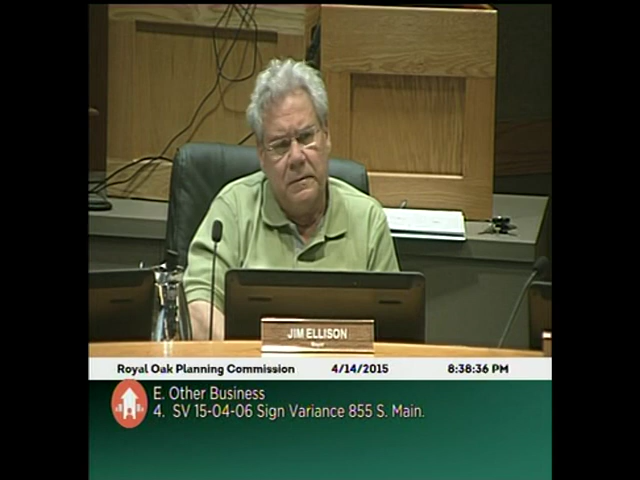 JIM ELLISON
Mayor
Royal Oak Planning Commission 4/14/2015 8:38:36 PM
E. Other Business
4. SV 15-04-06 Sign Variance 855 S. Main.